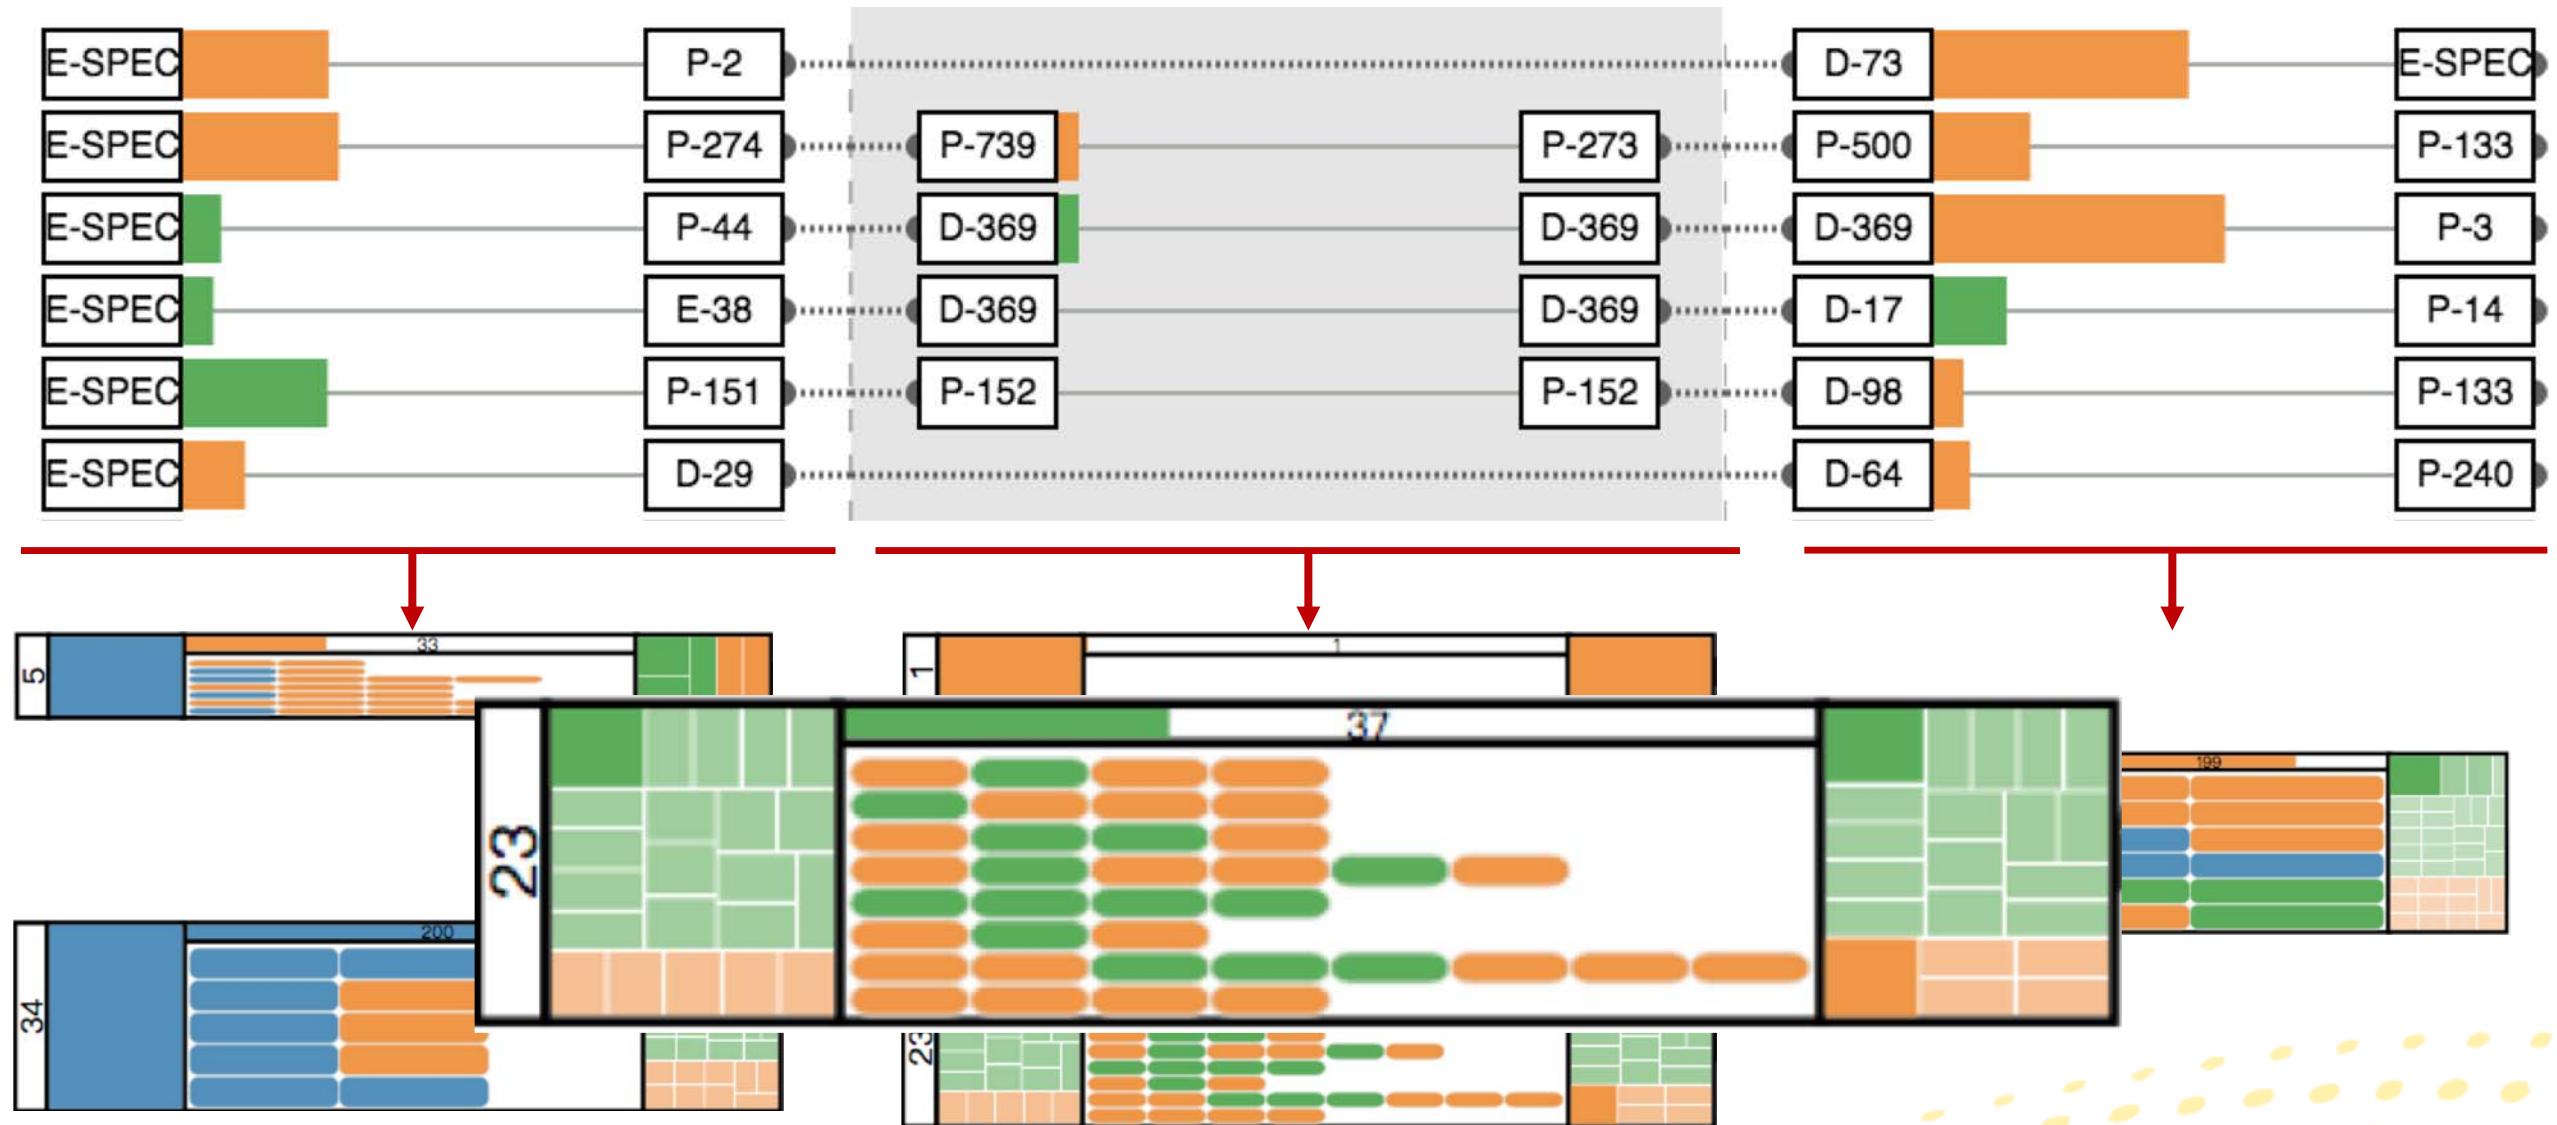 E-SPEC P-2 D-73 E-SPEC
E-SPEC P-274 P-739 P-273 P-500 P-133
E-SPEC P-44 D-369 D-369 D-369 P-3
E-SPEC E-38 D-369 D-369 D-17 P-14
E-SPEC P-151 P-152 P-152 D-98 P-133
E-SPEC D-29 D-64 P-240
5 33
1 1
23 37
199
34 200
23